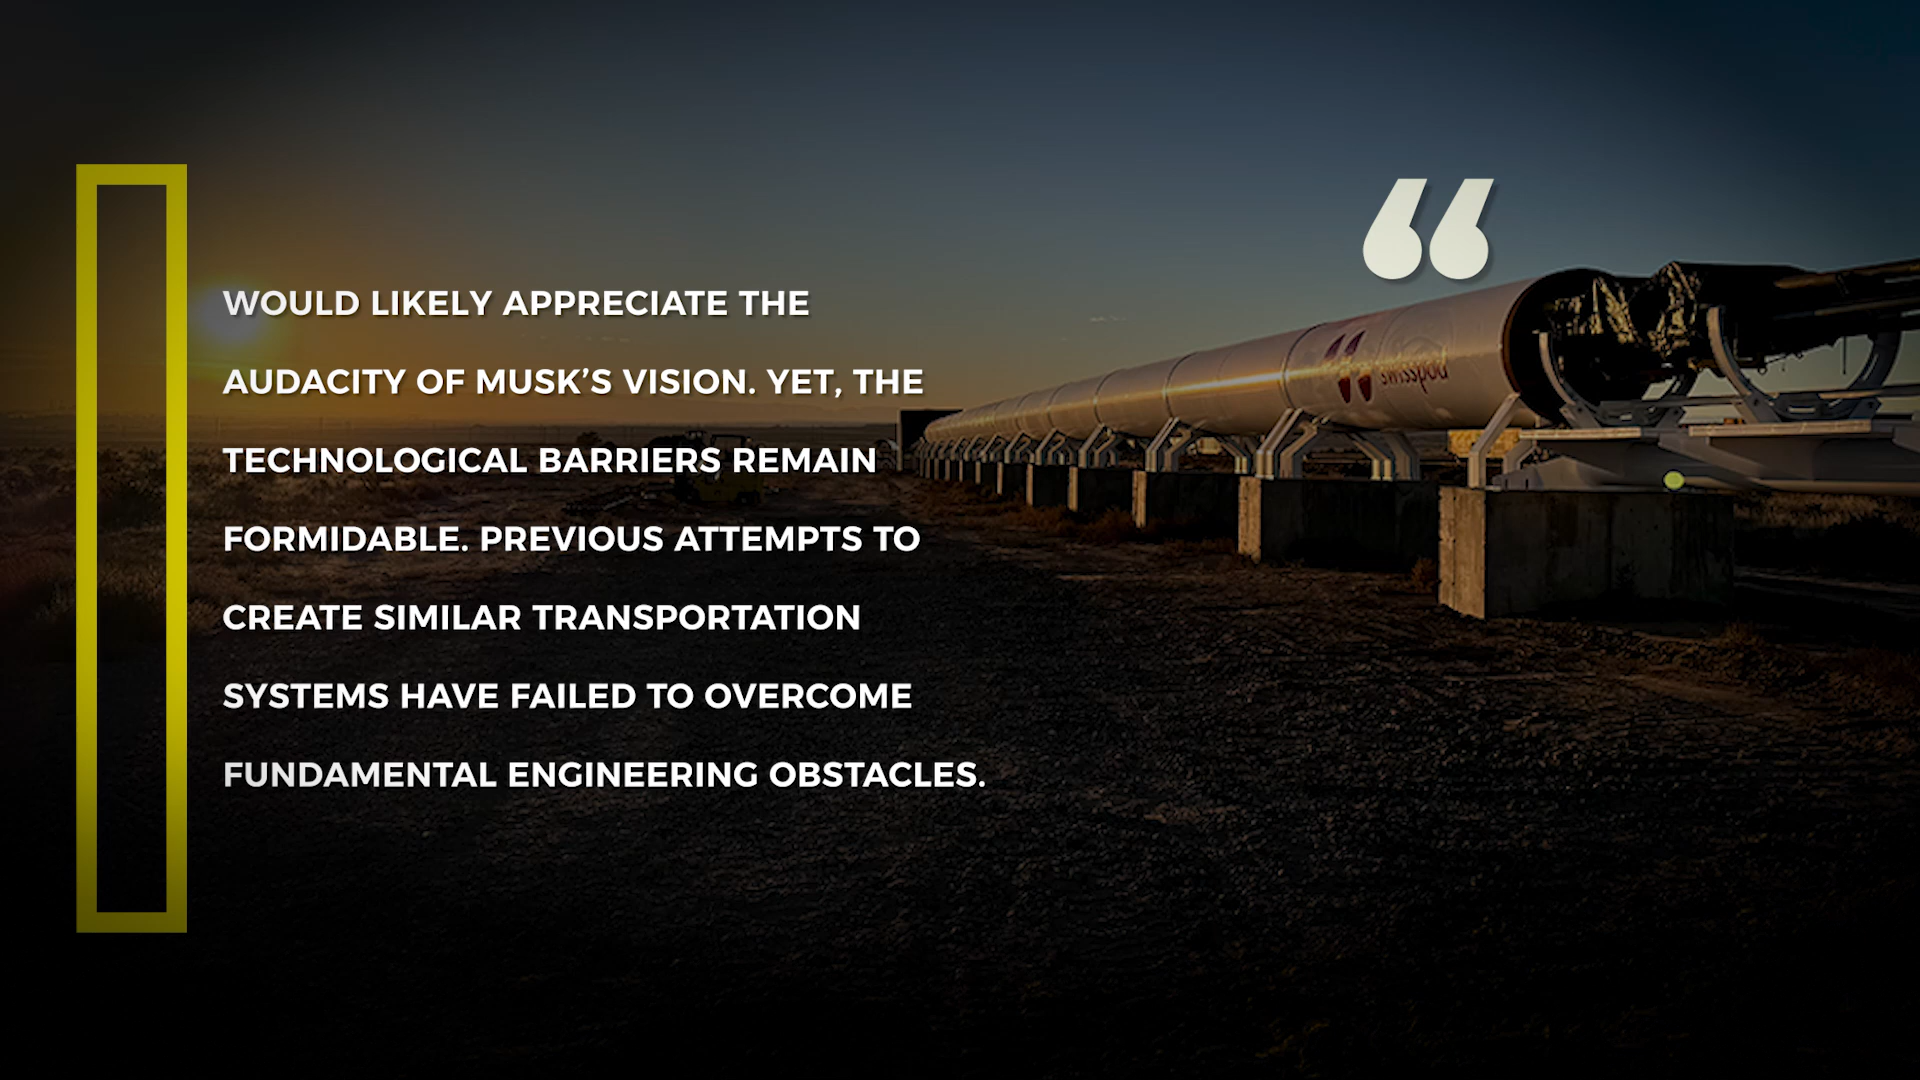 WOULD LIKELY APPRECIATE THE
AUDACITY OF MUSK’S VISION. YET, THE
TECHNOLOGICAL BARRIERS REMAIN
FORMIDABLE. PREVIOUS ATTEMPTS TO
CREATE SIMILAR TRANSPORTATION
SYSTEMS HAVE FAILED TO OVERCOME
FUNDAMENTAL ENGINEERING OBSTACLES.
“
swisspod